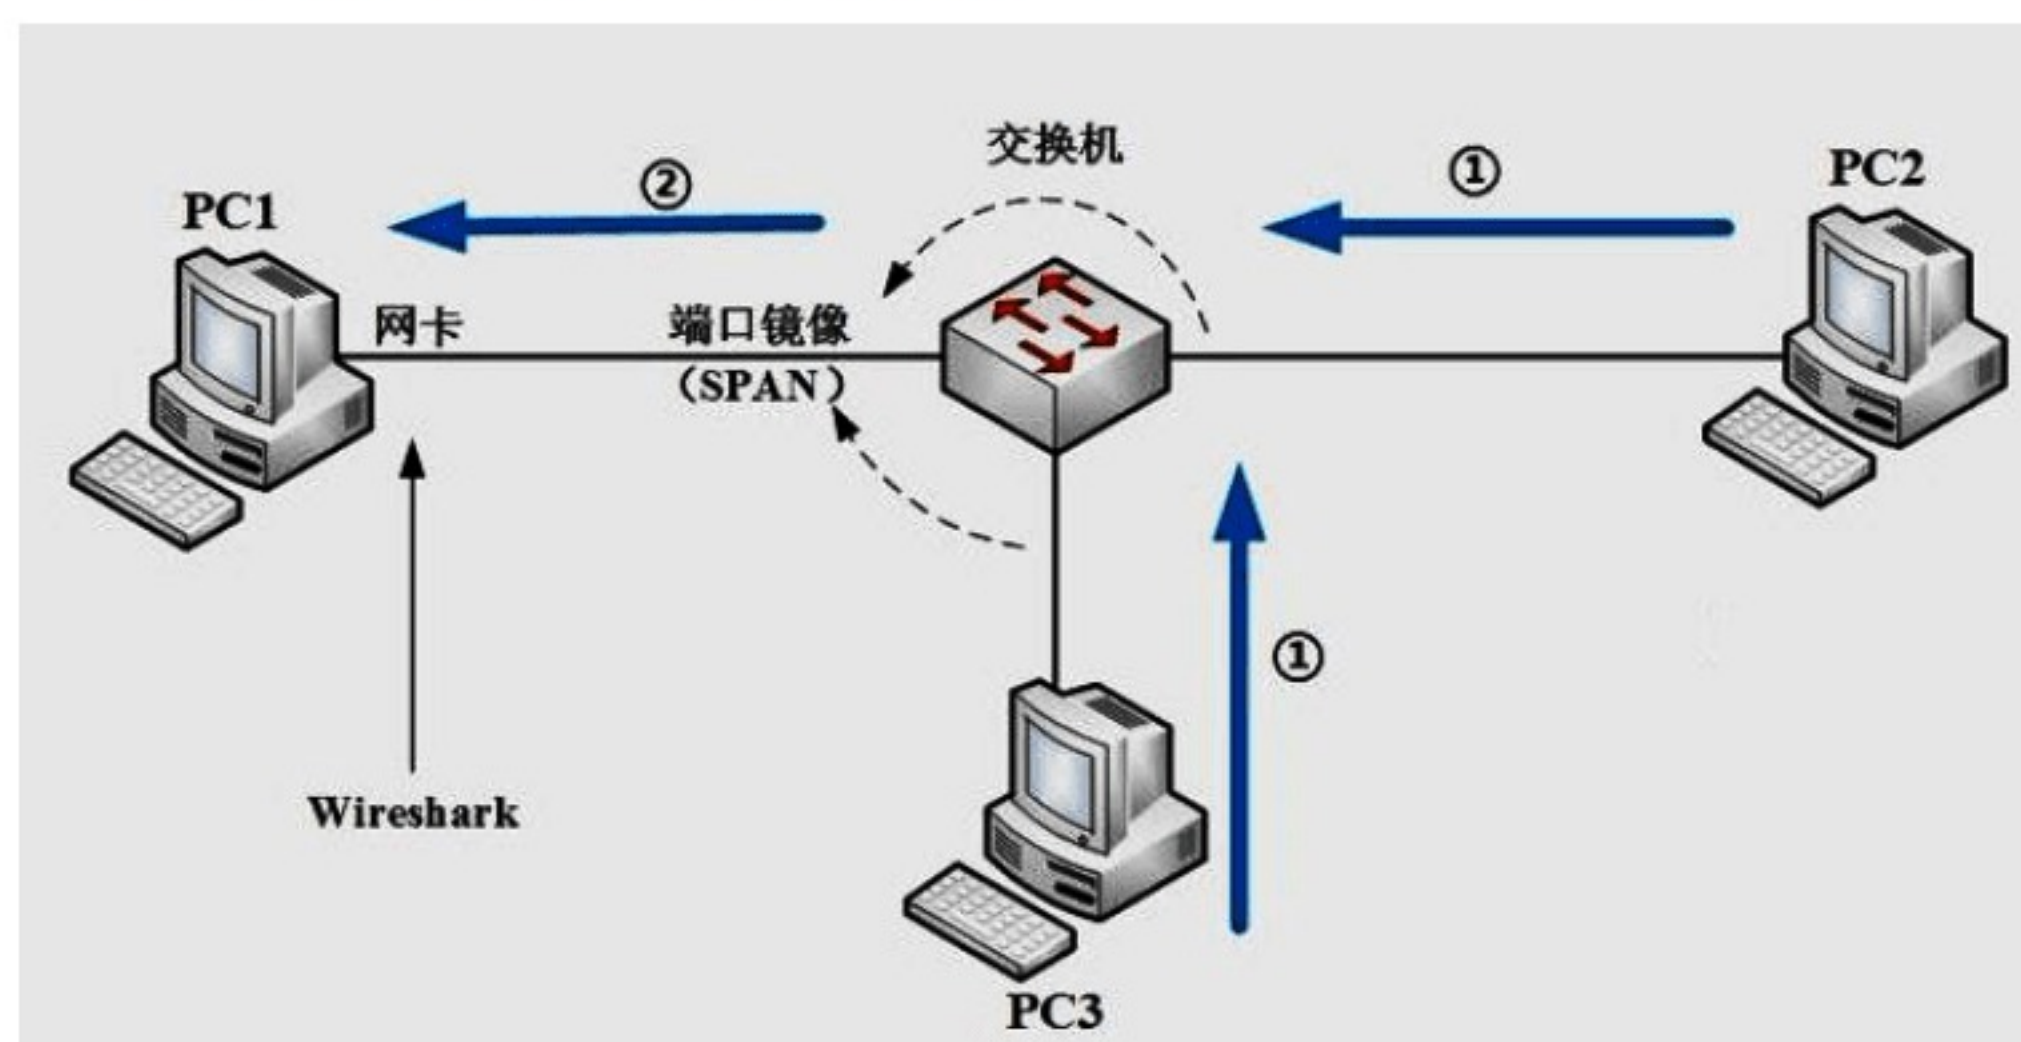 交换机
①
PC2
②
PC1
网卡
端口镜像
(SPAN)
①
Wireshark
PC3